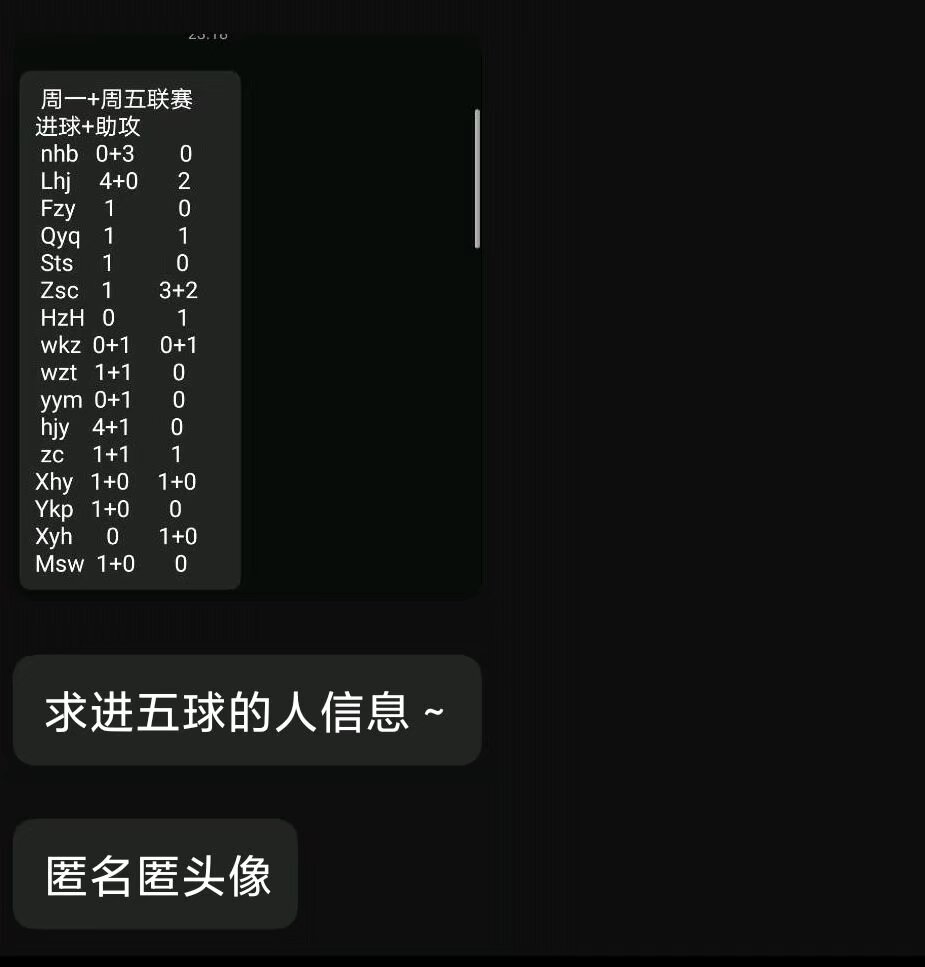 周一+周五联赛
进球+助攻
nhb 0+3 0
Lhj 4+0 2
Fzy 1 0
Qyq 1 1
Sts 1 0
Zsc 1 3+2
HzH 0 1
wkz 0+1 0+1
wzt 1+1 0
yym 0+1 0
hjy 4+1 0
zc 1+1 1
Xhy 1+0 1+0
Ykp 1+0 0
Xyh 0 1+0
Msw 1+0 0
求进五球的人信息 ~
匿名匿头像